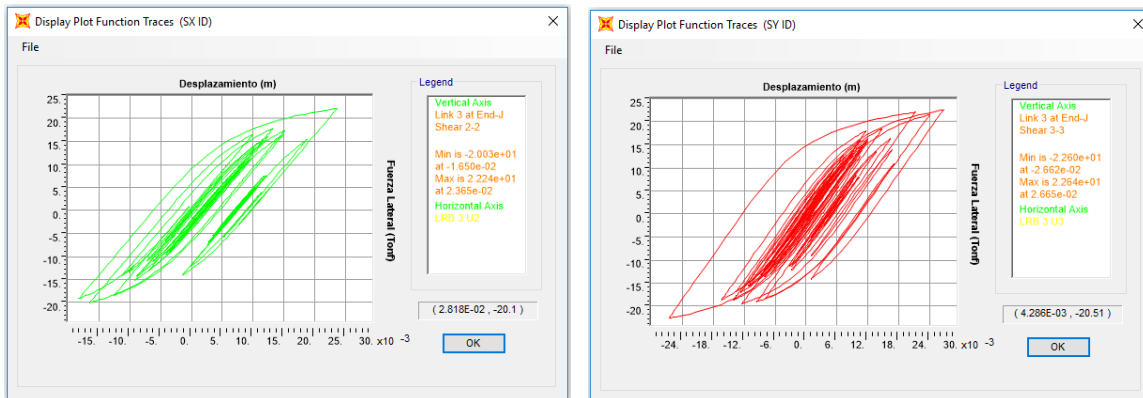 Display Plot Function Traces (SX ID)
File
Desplazamiento (m)
25.
20.
15.
10.
5.
0.
-5.
-10.
-15.
-20.
-15.
-10.
-5.
0.
5.
10.
15.
20.
25.
30. x10 -3
Fuerza Lateral (Tonf)
Legend
Vertical Axis
Link 3 at End-J
Shear 2-2
Min is -2.003e+01
at -1.650e-02
Max is 2.224e+01
at 2.365e-02
Horizontal Axis
LRB 3 U2
( 2.818E-02 , -20.1 )
OK
Display Plot Function Traces (SY ID)
File
Desplazamiento (m)
25.
20.
15.
10.
5.
0.
-5.
-10.
-15.
-20.
-24.
-18.
-12.
-6.
0.
6.
12.
18.
24.
30. x10 -3
Fuerza Lateral (Tonf)
Legend
Vertical Axis
Link 3 at End-J
Shear 3-3
Min is -2.260e+01
at -2.662e-02
Max is 2.264e+01
at 2.665e-02
Horizontal Axis
LRB 3 U3
( 4.286E-03 , -20.51 )
OK